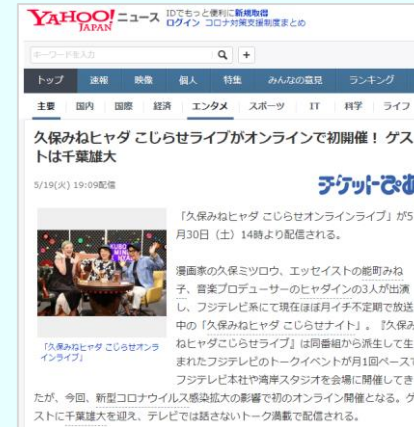 YAHOO! JAPAN ニュース
IDでもっと便利に新規取得
ログイン コロナ対策支援制度まとめ
キーワードを入力
+
トップ 速報 映像 個人 特集 みんなの意見 ランキング
主要 国内 国際 経済 エンタメ スポーツ IT 科学 ライフ
久保みねヒャダ こじらせライブがオンラインで初開催！ ゲス
トは千葉雄大
5/19(火) 19:09配信
チケットぴあ
「久保みねヒャダ こじらせオンラインライブ」が5
月30日（土）14時より配信される。
漫画家の久保ミツロウ、エッセイストの能町みね
子、音楽プロデューサーのヒャダインの3人が出演
し、フジテレビ系にて現在ほぼ月イチ不定期で放送
中の「久保みねヒャダ こじらせナイト」。『久保み
ねヒャダこじらせライブ』は同番組から派生して生
まれたフジテレビのトークイベントが月1回ペースで
フジテレビ本社や湾岸スタジオを会場に開催してき
たが、今回、新型コロナウイルス感染拡大の影響で初のオンライン開催となる。ゲ
ストに千葉雄大を迎え、テレビでは話さないトーク満載で配信される。
KUBO
MINE
「久保みねヒャダ こじらせオンラ
インライブ」